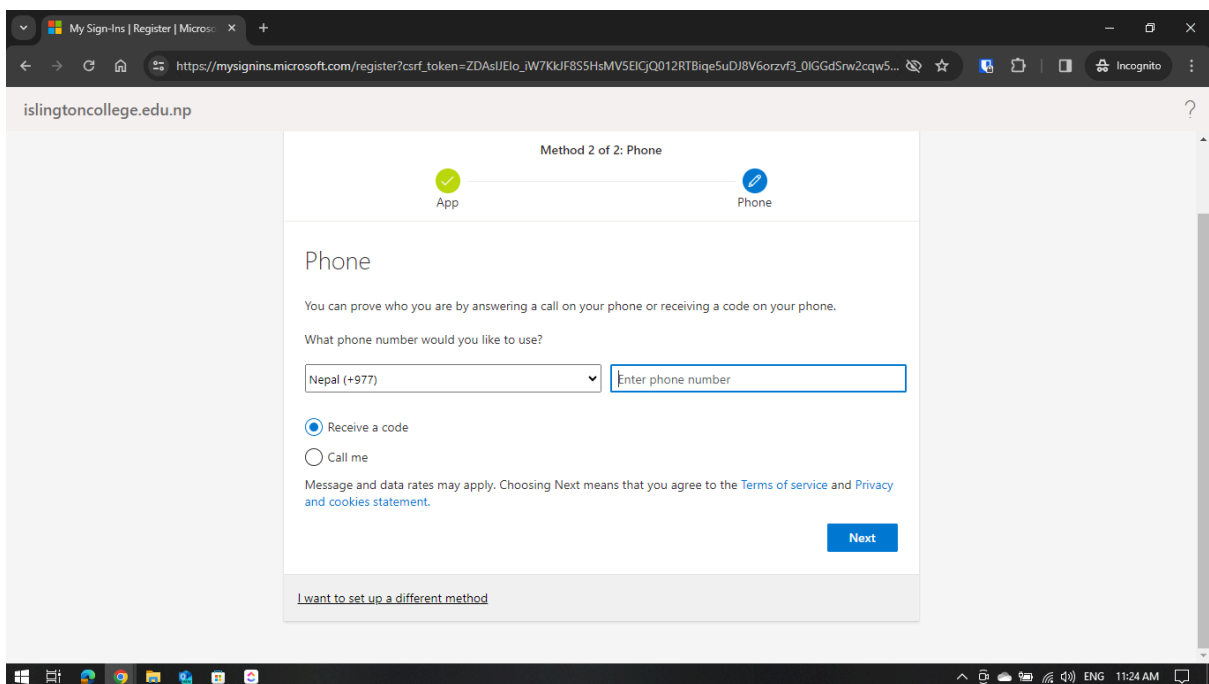 My Sign-Ins | Register | Microso
https://mysignins.microsoft.com/register?csrf_token=ZDAslJEIo_iW7KkJF8S5HsMV5ElCjQ012RTBiqe5uDJ8V6orzvf3_0lGGdSrw2cqw5...
Incognito
islingtoncollege.edu.np
?
Method 2 of 2: Phone
App
Phone
Phone
You can prove who you are by answering a call on your phone or receiving a code on your phone.
What phone number would you like to use?
Nepal (+977)
Enter phone number
Receive a code
Call me
Message and data rates may apply. Choosing Next means that you agree to the Terms of service and Privacy
and cookies statement.
Next
I want to set up a different method
ENG 11:24 AM